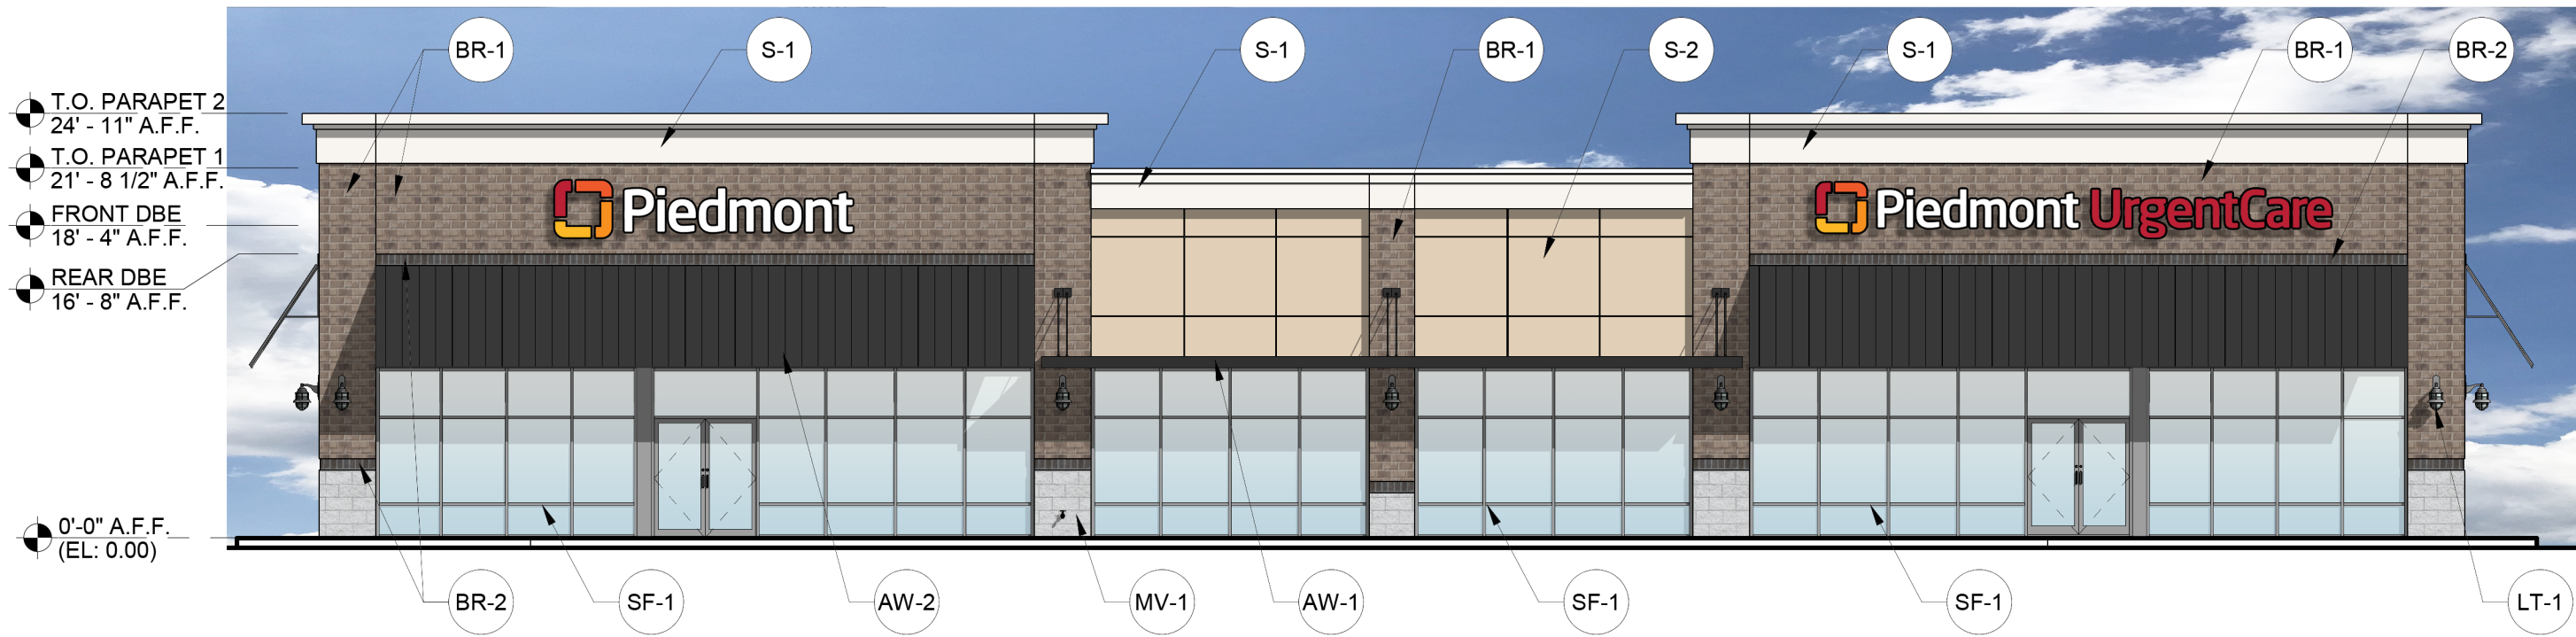 BR-1
S-1
S-1
BR-1
S-2
S-1
BR-1
BR-2
T.O. PARAPET 2
24' - 11" A.F.F.
T.O. PARAPET 1
21' - 8 1/2" A.F.F.
FRONT DBE
18' - 4" A.F.F.
REAR DBE
16' - 8" A.F.F.
Piedmont
Piedmont UrgentCare
0'-0" A.F.F.
(EL: 0.00)
BR-2
SF-1
AW-2
MV-1
AW-1
SF-1
SF-1
LT-1